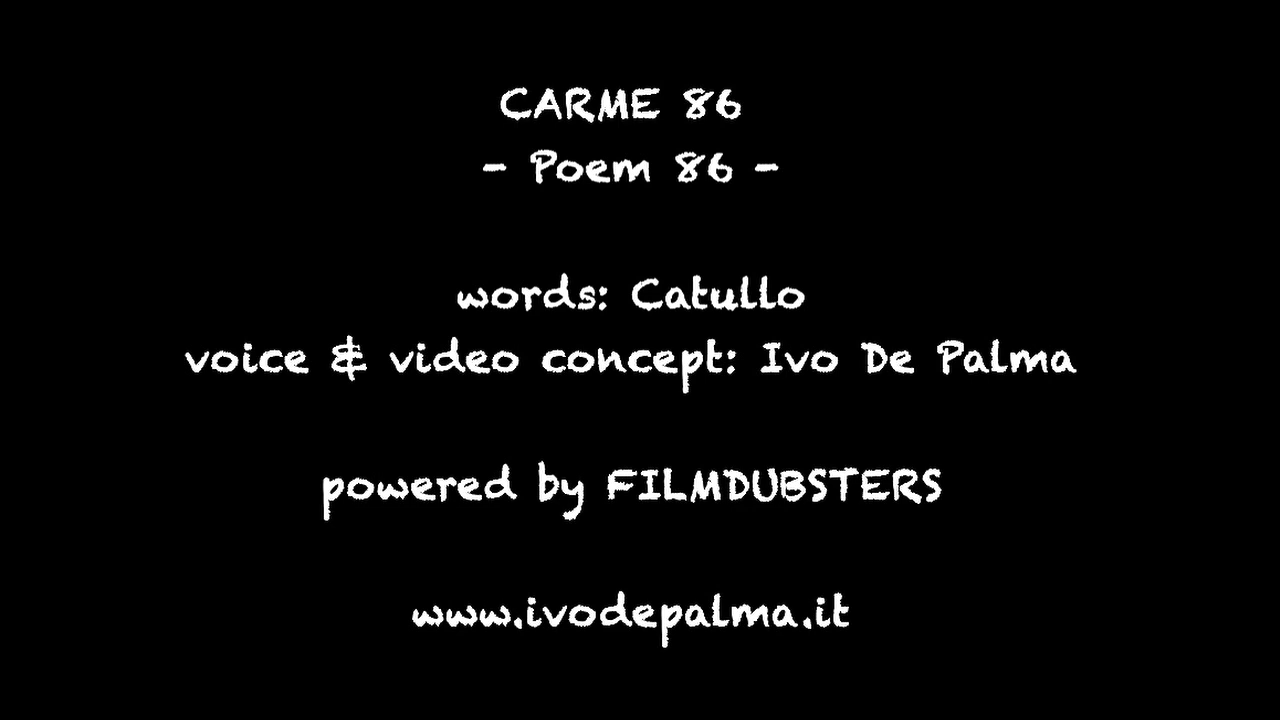 CARME 86
- Poem 86 -
words: Catullo
voice & video concept: Ivo De Palma
powered by FILMDUBSTERS
www.ivodepalma.it